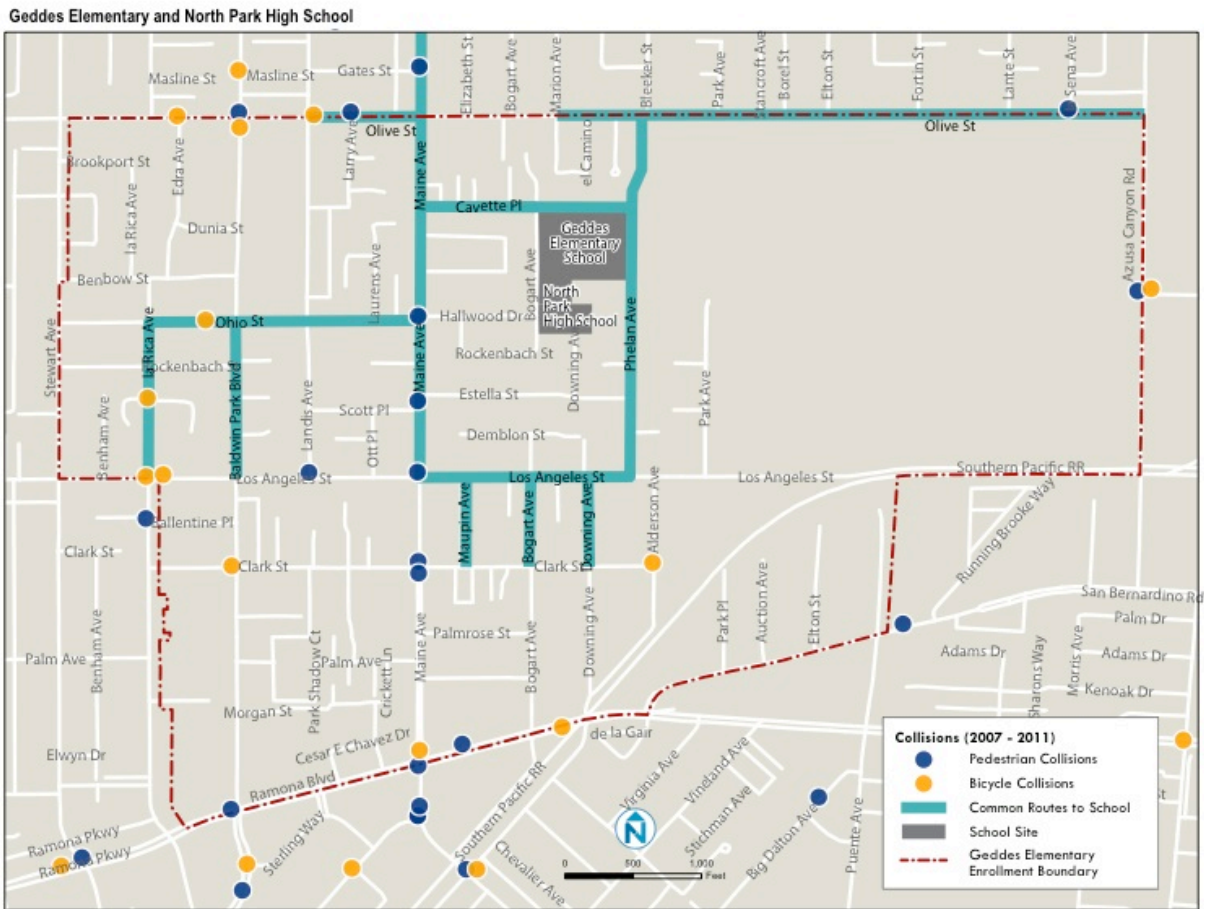 Geddes Elementary and North Park High School
Masline St
Masline St
Gates St
Elizabeth St
Bogart Ave
Marion Ave
Bleeker St
Park Ave
Stancroft Ave
Borel St
Elton St
Fortin St
Lante St
Sena Ave
Olive St
Olive St
Brookport St
Edra Ave
Larry Ave
Maine Ave
el Camino
la Rica Ave
Cavette Pl
Azusa Canyon Rd
Dunia St
Geddes
Elementary
School
Benbow St
Laurens Ave
Bogart Ave
North
Park
High School
Stewart Ave
la Rica Ave
Ohio St
Maine Ave
Hallwood Dr
Phelan Ave
Rockenbach St
Rockenbach St
Downing Av
Baldwin Park Blvd
Benham Ave
Landis Ave
Scott Pl
Ott Pl
Estella St
Park Ave
Demblon St
Los Angeles St
Los Angeles St
Los Angeles St
Southern Pacific RR
Ballentine Pl
Maupin Ave
Bogart Ave
Downing Ave
Alderson Ave
Running Brooke Way
Clark St
Clark St
Clark St
San Bernardino Rd
Palm Dr
Benham Ave
Park Shadow Ct
Palmrose St
Maine Ave
Bogart Ave
Downing Ave
Park Pl
Auction Ave
Elton St
Palm Ave
Palm Ave
Crickett Ln
Adams Dr
Adams Dr
Sharons Way
Morris Ave
Kenoak Dr
Morgan St
Cesar E Chavez Dr
de la Gair
Elwyn Dr
Ramona Blvd
Southern Pacific RR
Virginia Ave
Vineland Ave
Stichman Ave
Big Dalton Ave
Puente Ave
St
Ramona Pkwy
Ramona Pkwy
Sterling Way
Chevalier Ave
N
0 500 1,000
Feet
Collisions (2007 - 2011)
Pedestrian Collisions
Bicycle Collisions
Common Routes to School
School Site
Geddes Elementary
Enrollment Boundary